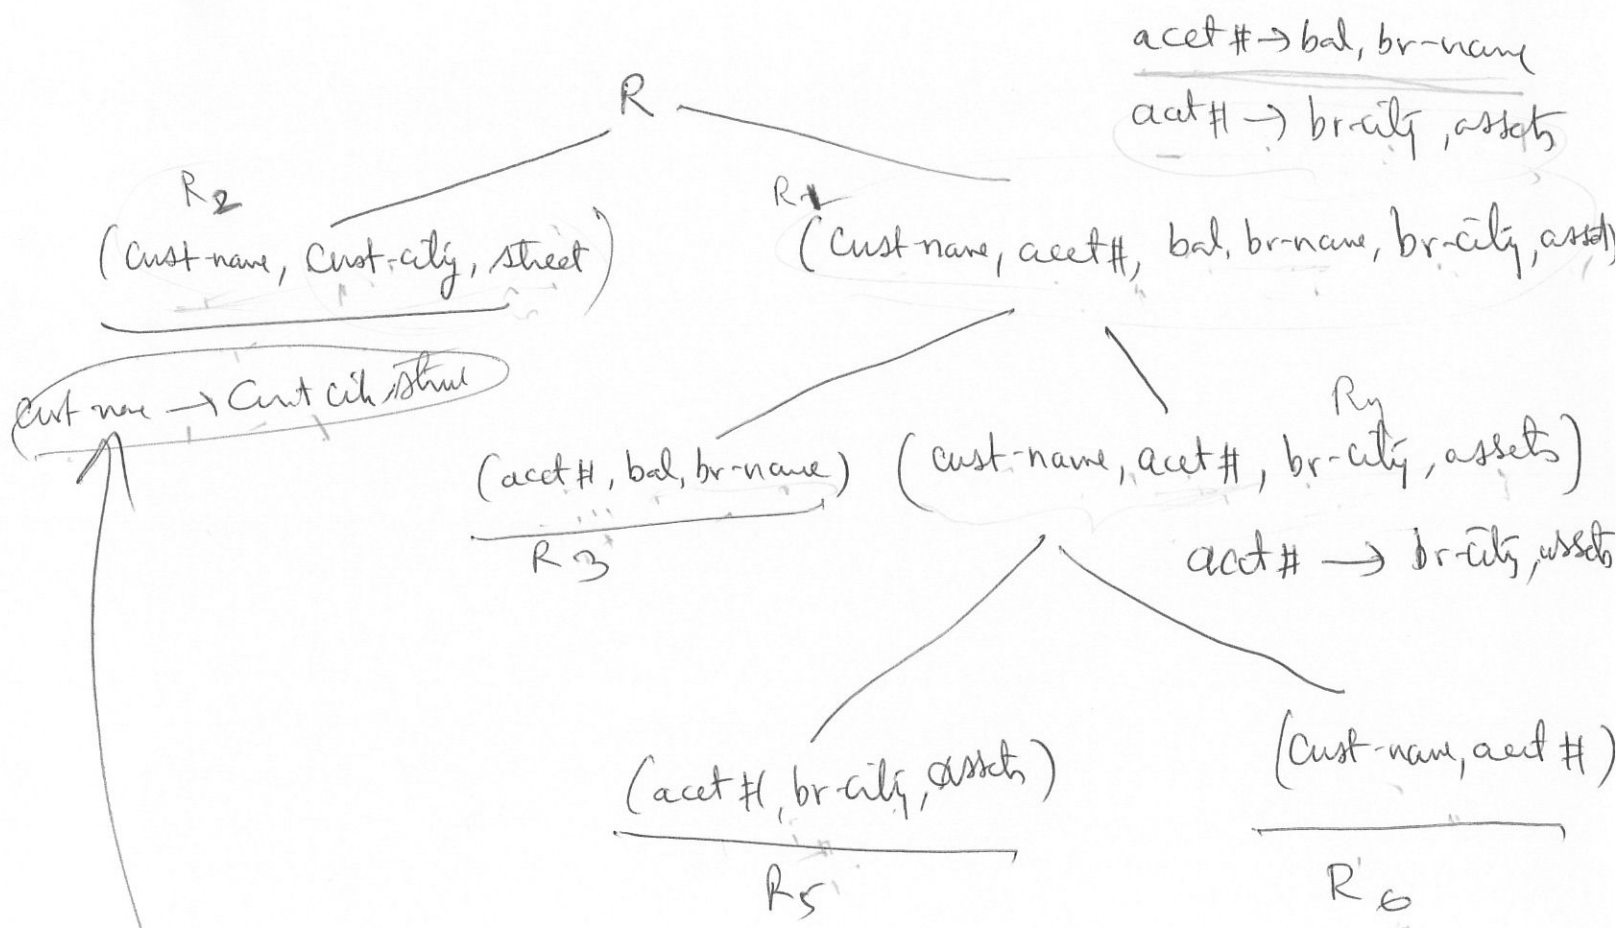 acct # → bal, br-name
R
acct # → br-city, assets
R2
R1
(cust-name, cust-city, street)
(cust-name, acct #, bal, br-name, br-city, assets
cust name → Cust
R4
(acct #, bal, br-name)
(cust-name, acct #, br-city, assets)
R3
acct # → br-city, assets
(acct #, br-city, assets)
(cust-name, acct #)
R5
R6